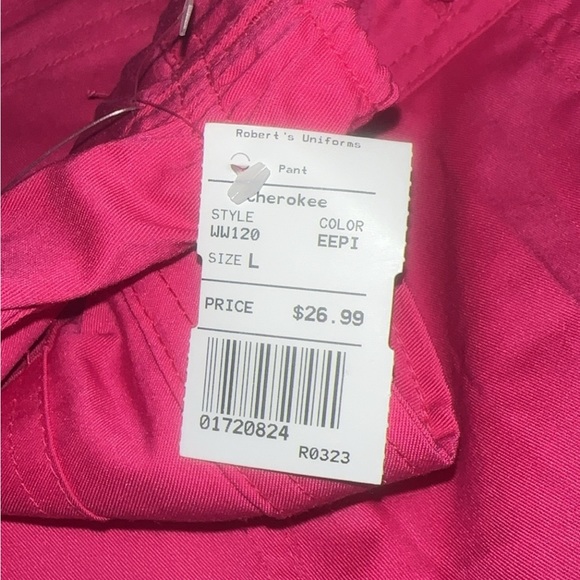 Robert's Uniforms
Pant
Cherokee
STYLE COLOR
WW120 EEPI
SIZE L
PRICE $26.99
01720824
R0323